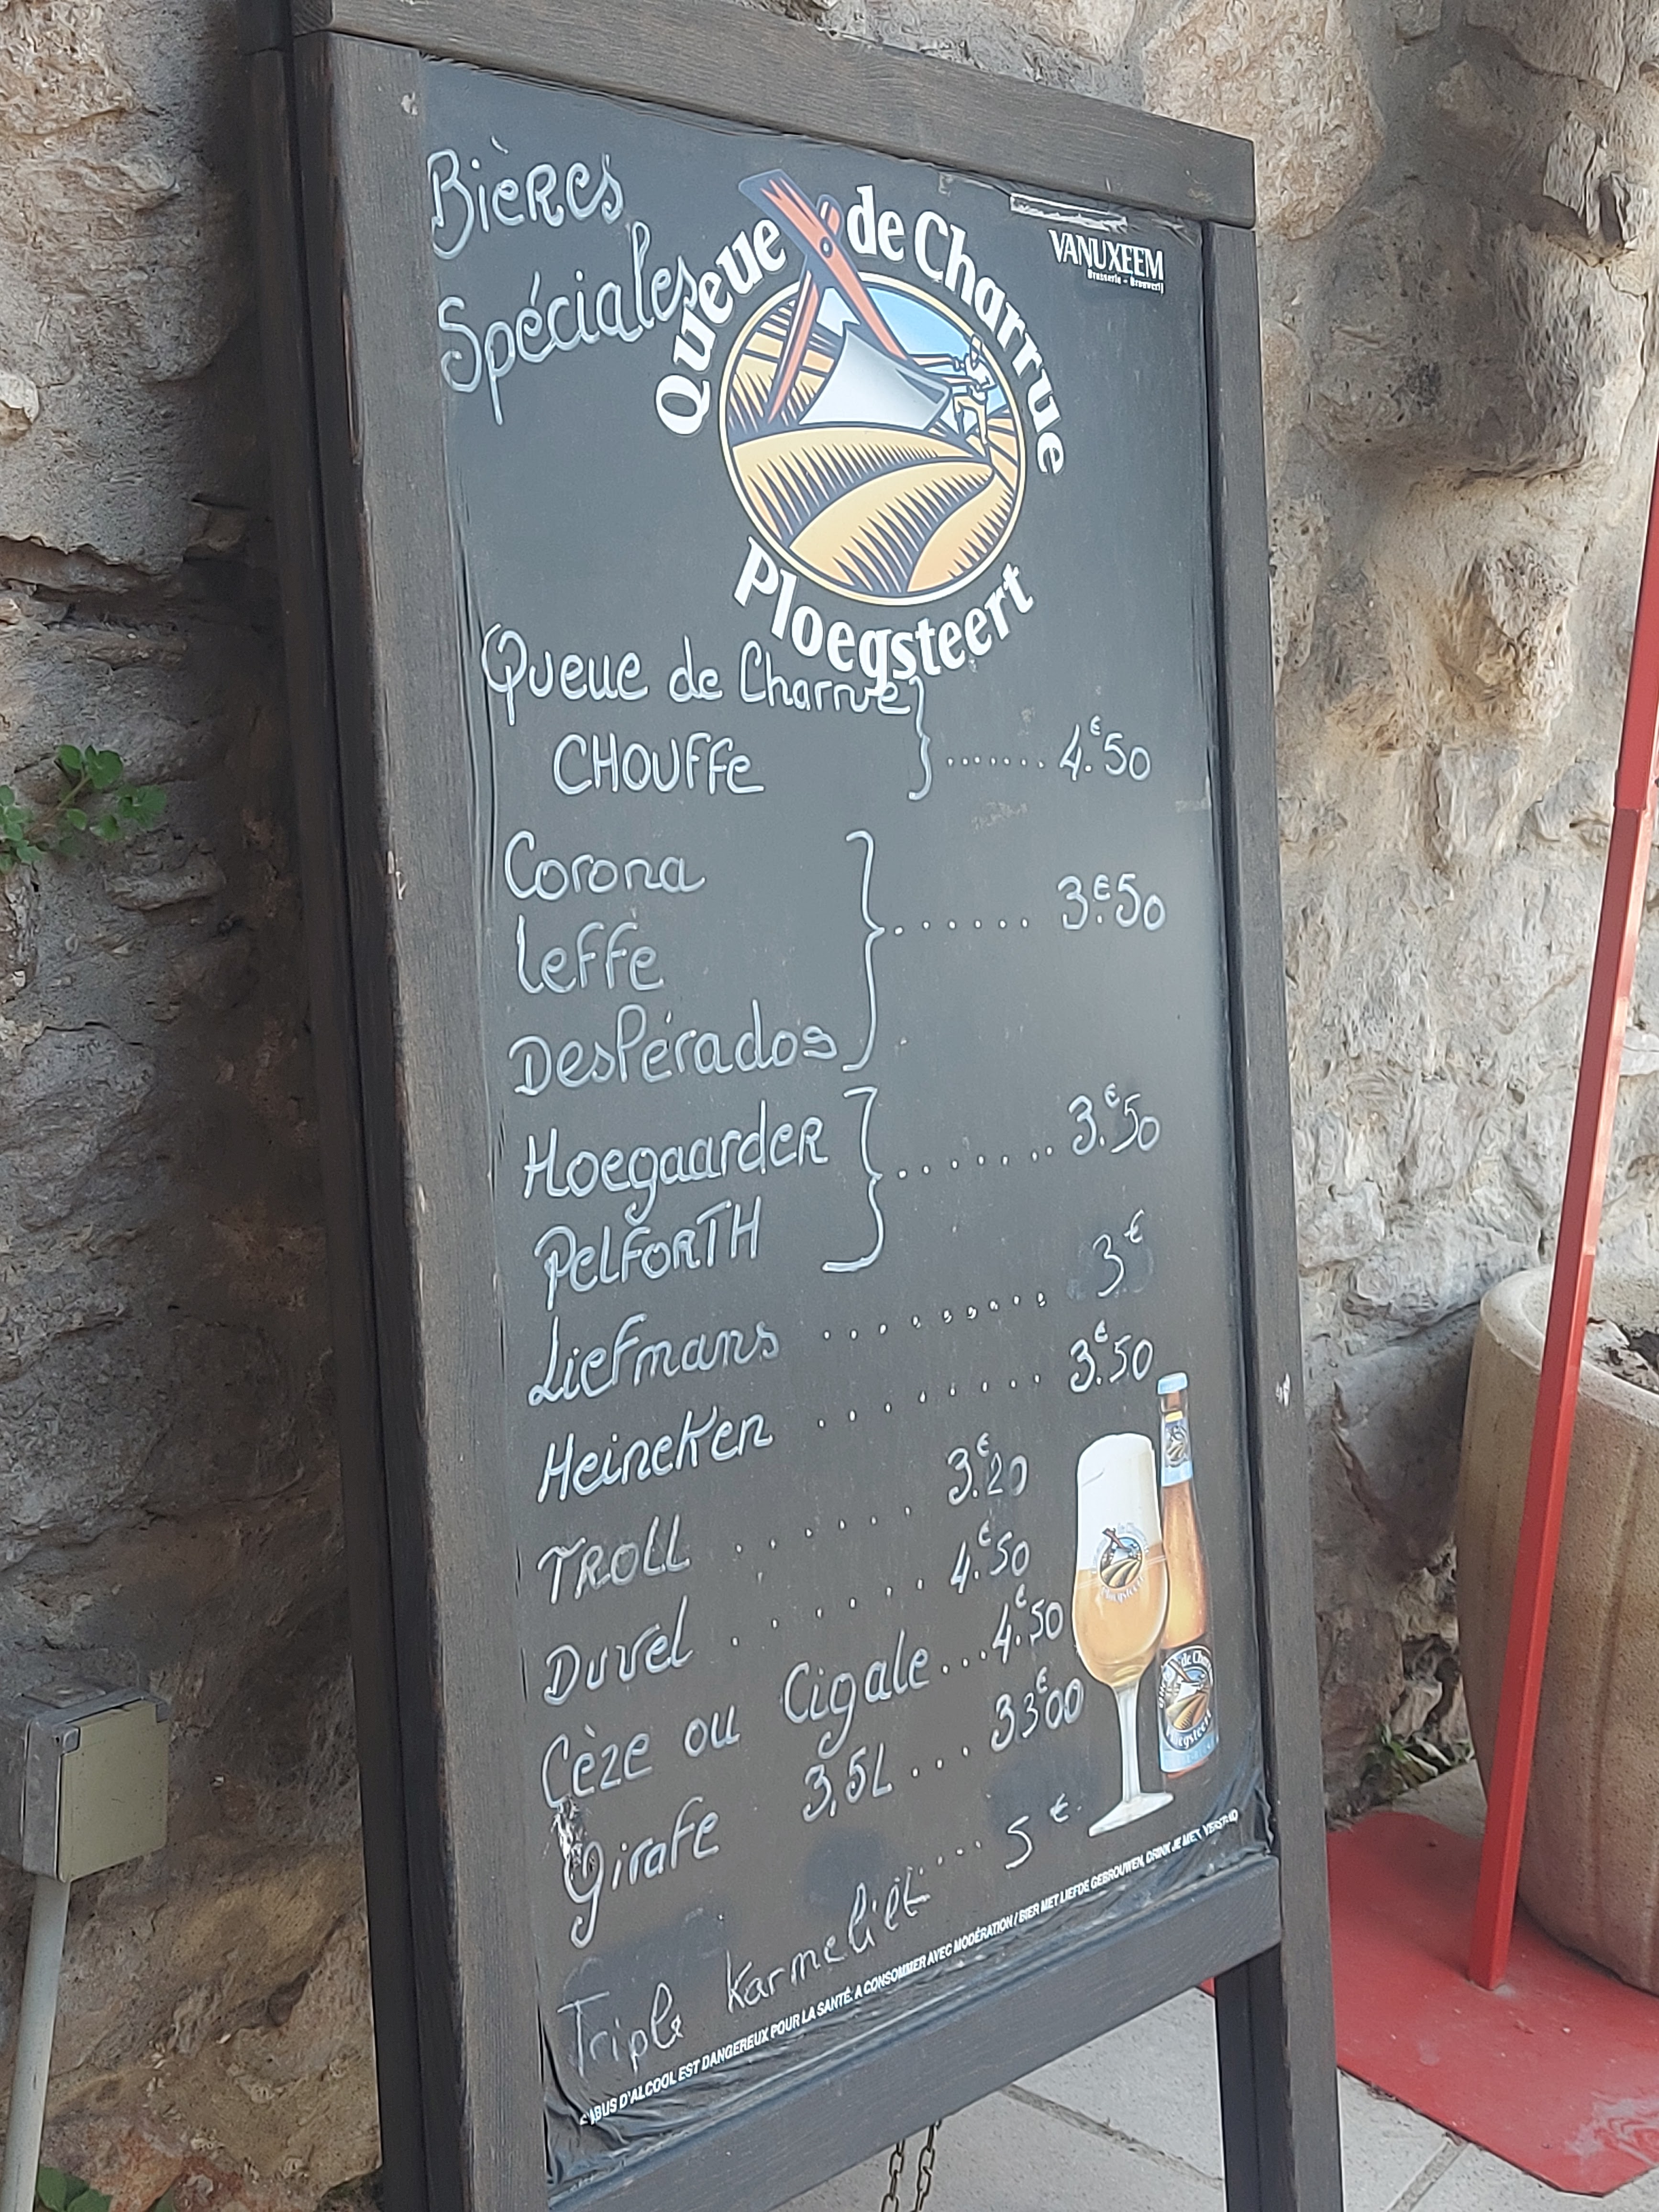 Bières
Spéciales
Queue de Charrue
VANUXEEM
Brasserie - Brouwerij
Ploegsteert
Queue de Charrue
CHOUFFe } ....... 4.€50
Corona
Leffe } ...... 3.€50
DesPérados
HoegaardeR } ....... 3.€50
PelFoRTH
Liefmans ......... 3€
Heineken ........ 3.€50
TROLL ...... 3.€20
Duvel ...... 4.€50
Cèze ou Cigale ... 4.€50
Girafe 3,5L ... 33€00
Triple Karmeliet .... 5 €
L'ABUS D'ALCOOL EST DANGEREUX POUR LA SANTÉ. A CONSOMMER AVEC MODÉRATION / BIER MET LIEFDE GEBROUWEN, DRINK JE MET VERSTAND